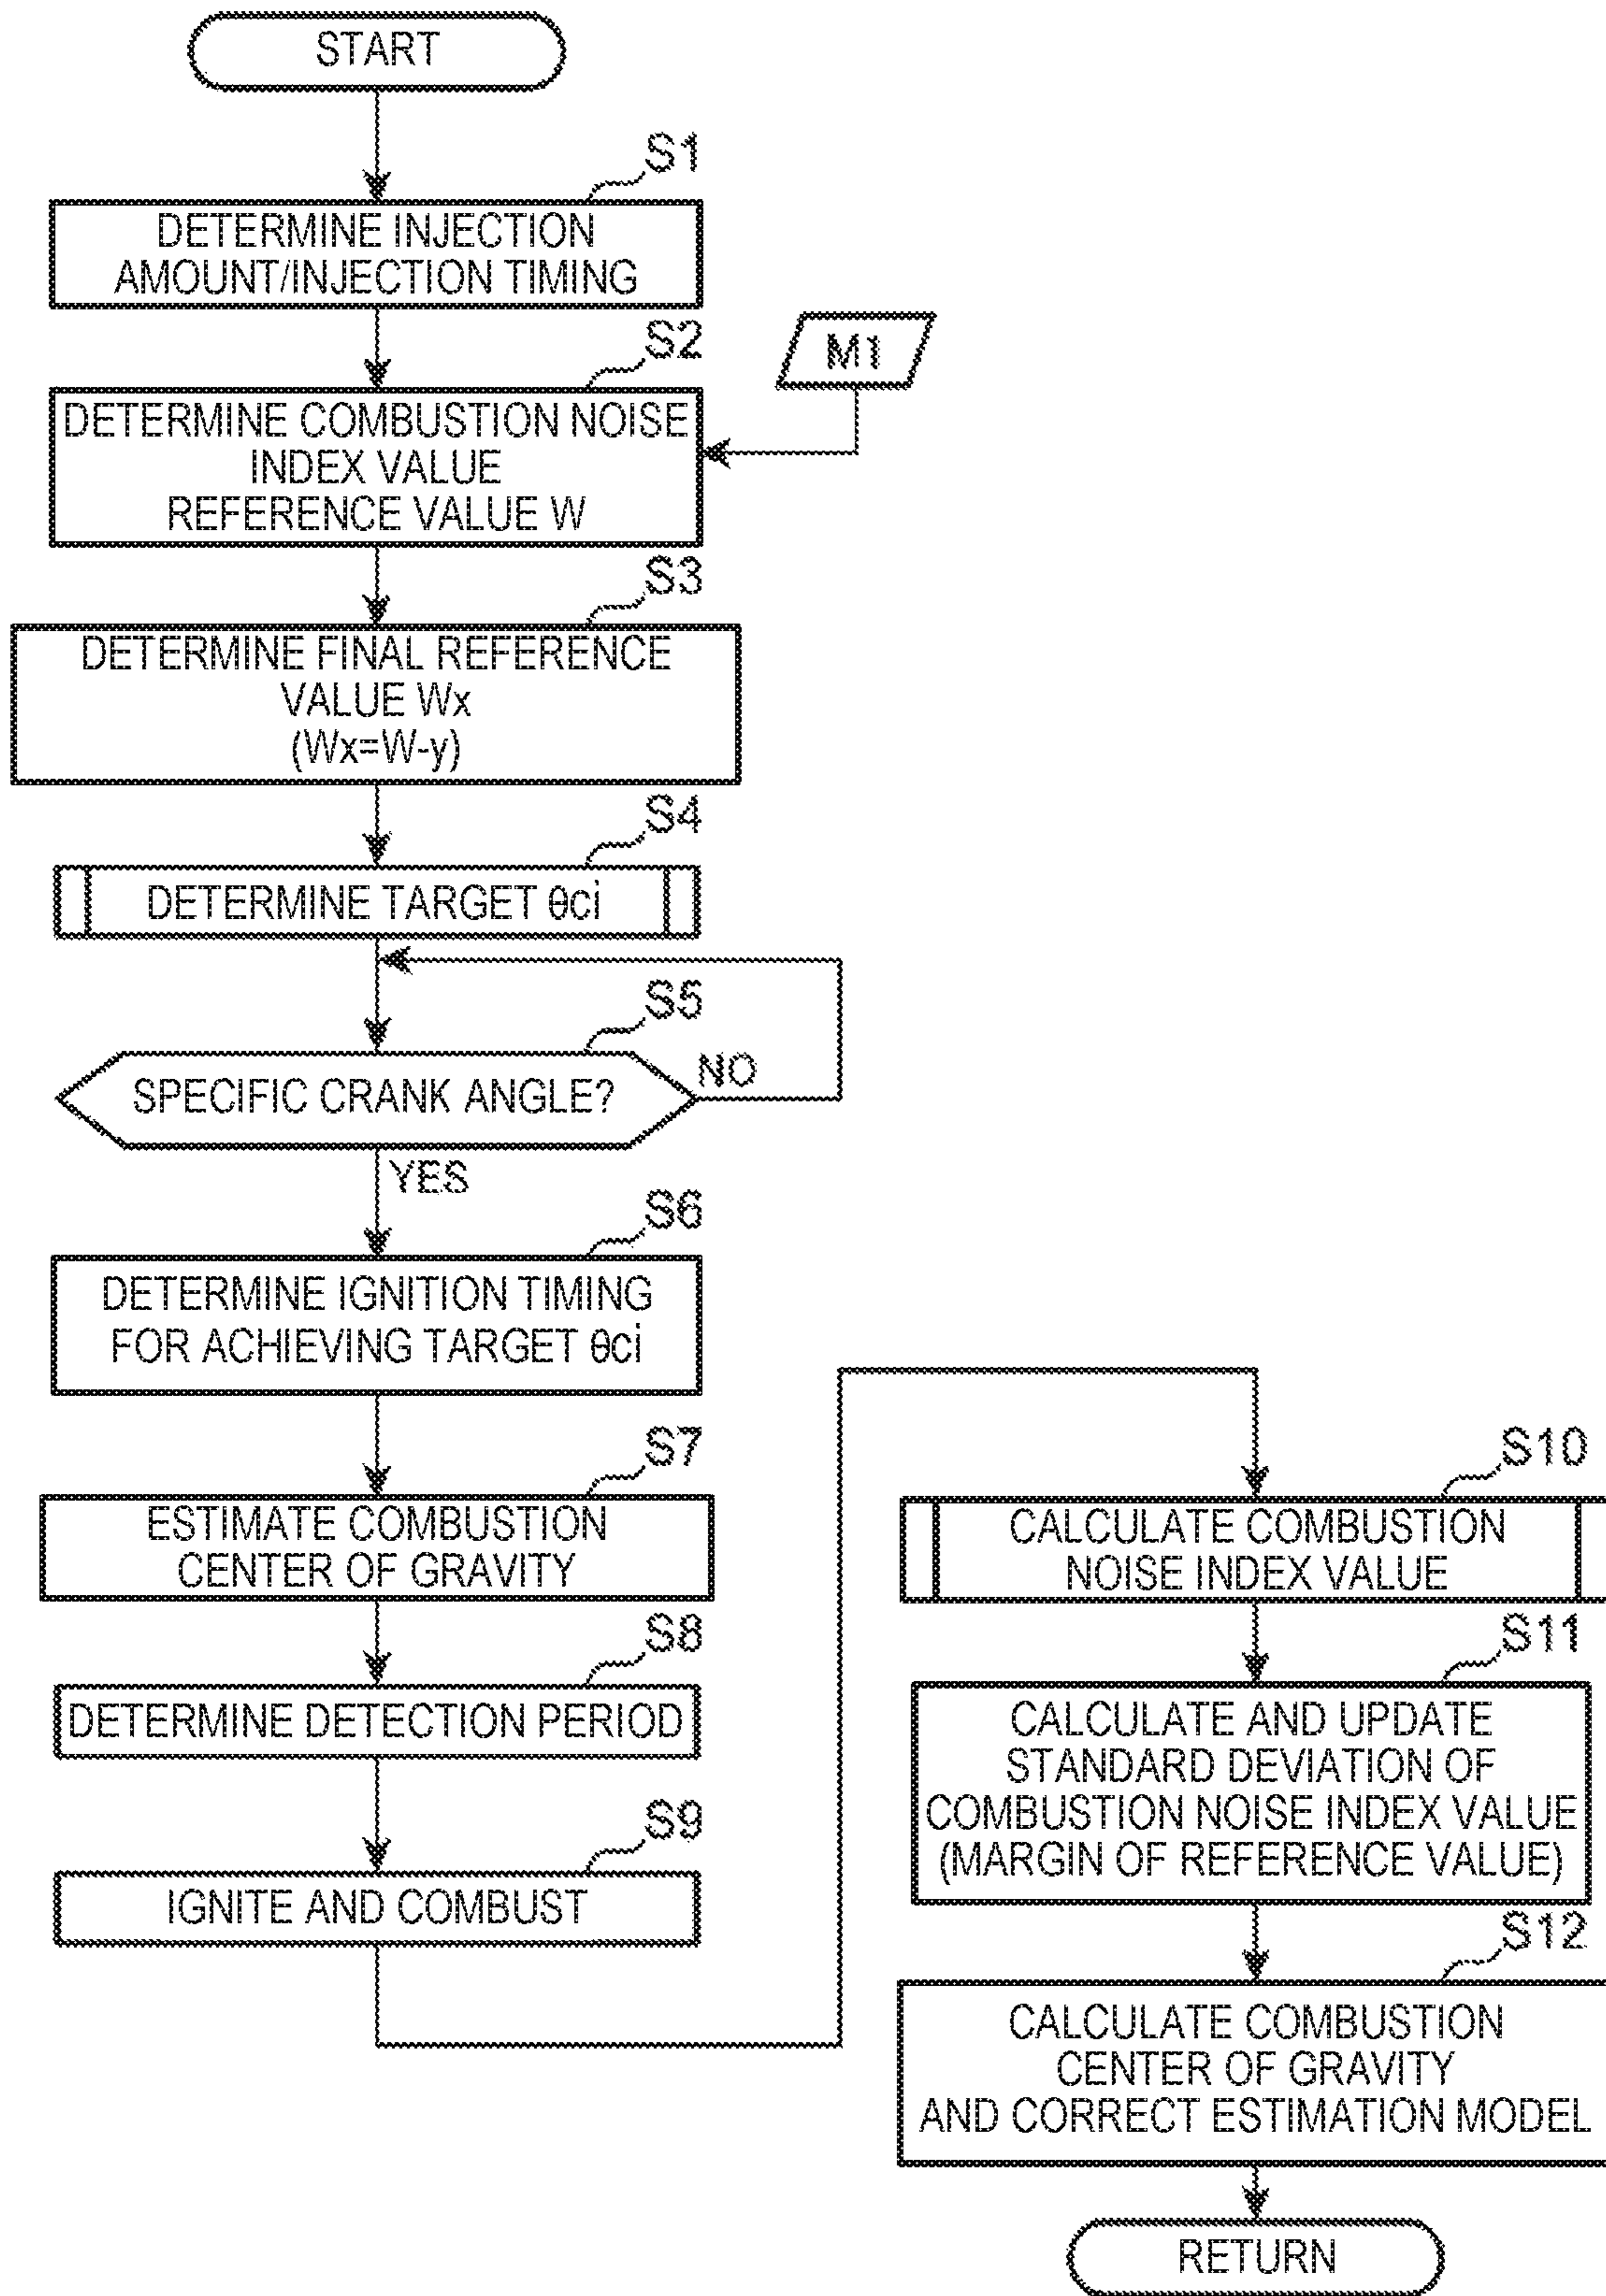 START
S1
DETERMINE INJECTION
AMOUNT/INJECTION TIMING
S2
M1
DETERMINE COMBUSTION NOISE
INDEX VALUE
REFERENCE VALUE W
S3
DETERMINE FINAL REFERENCE
VALUE Wx
(Wx=W-y)
S4
DETERMINE TARGET θci
S5
SPECIFIC CRANK ANGLE?
NO
YES
S6
DETERMINE IGNITION TIMING
FOR ACHIEVING TARGET θci
S7
ESTIMATE COMBUSTION
CENTER OF GRAVITY
S8
DETERMINE DETECTION PERIOD
S9
IGNITE AND COMBUST
S10
CALCULATE COMBUSTION
NOISE INDEX VALUE
S11
CALCULATE AND UPDATE
STANDARD DEVIATION OF
COMBUSTION NOISE INDEX VALUE
(MARGIN OF REFERENCE VALUE)
S12
CALCULATE COMBUSTION
CENTER OF GRAVITY
AND CORRECT ESTIMATION MODEL
RETURN